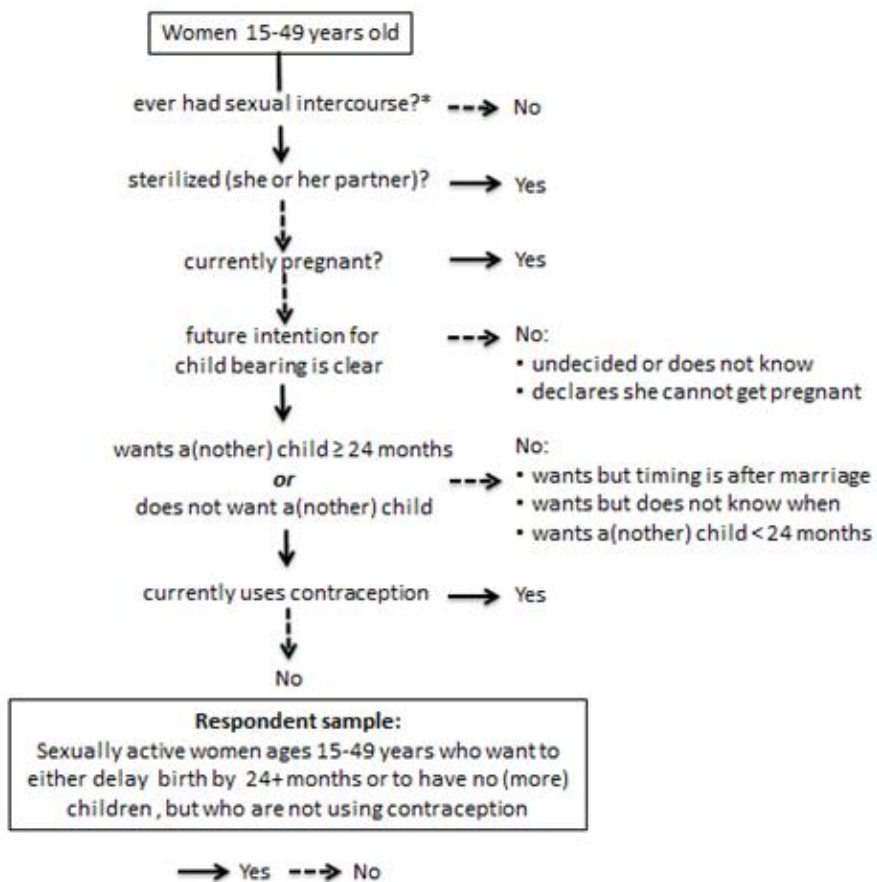 Women 15-49 years old
ever had sexual intercourse?*
No
sterilized (she or her partner)?
Yes
currently pregnant?
Yes
future intention for
child bearing is clear
No:
• undecided or does not know
• declares she cannot get pregnant
wants a(nother) child ≥ 24 months
or
does not want a(nother) child
No:
• wants but timing is after marriage
• wants but does not know when
• wants a(nother) child < 24 months
currently uses contraception
Yes
No
Respondent sample:
Sexually active women ages 15-49 years who want to
either delay birth by 24+ months or to have no (more)
children , but who are not using contraception
Yes
No